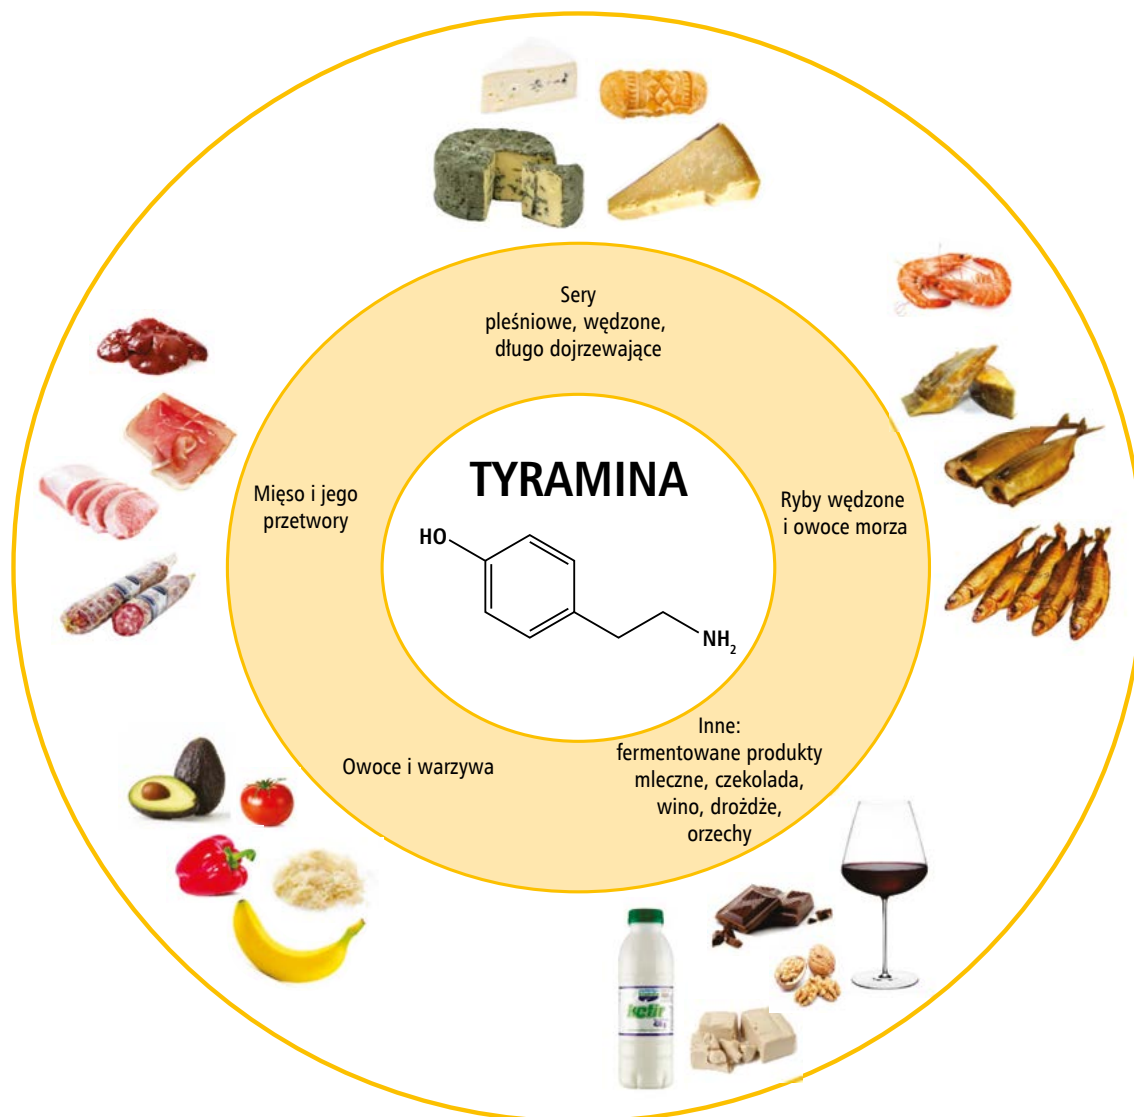 Sery
pleśniowe, wędzone,
długo dojrzewające
TYRAMINA
HO
NH₂
Mięso i jego
przetwory
Ryby wędzone
i owoce morza
Owoce i warzywa
Inne:
fermentowane produkty
mleczne, czekolada,
wino, drożdże,
orzechy
kefir